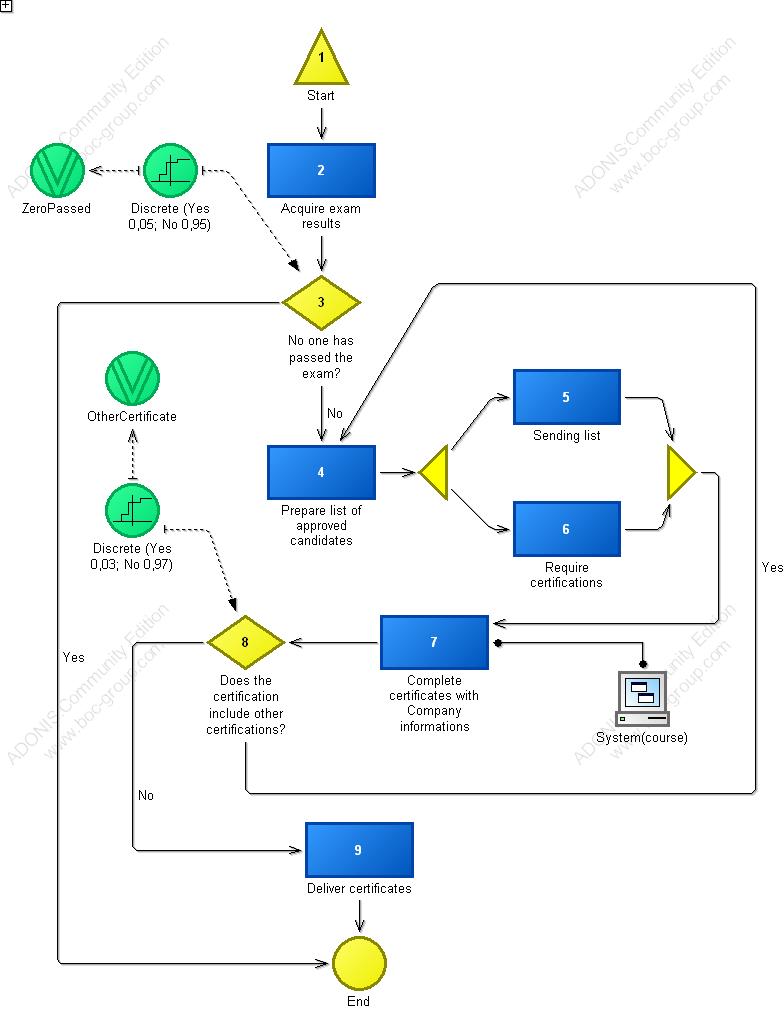 ADONIS Community Edition
www.boc-group.com
ADONIS Community Edition
www.boc-group.com
1
Start
2
Acquire exam
results
ZeroPassed
Discrete (Yes
0,05; No 0,95)
3
No one has
passed the
exam?
No
OtherCertificate
4
Prepare list of
approved
candidates
5
Sending list
6
Require
certifications
Discrete (Yes
0,03; No 0,97)
Yes
ADONIS Community Edition
www.boc-group.com
ADONIS Community Edition
www.boc-group.com
8
Does the
certification
include other
certifications?
7
Complete
certificates with
Company
informations
System(course)
Yes
No
9
Deliver certificates
End